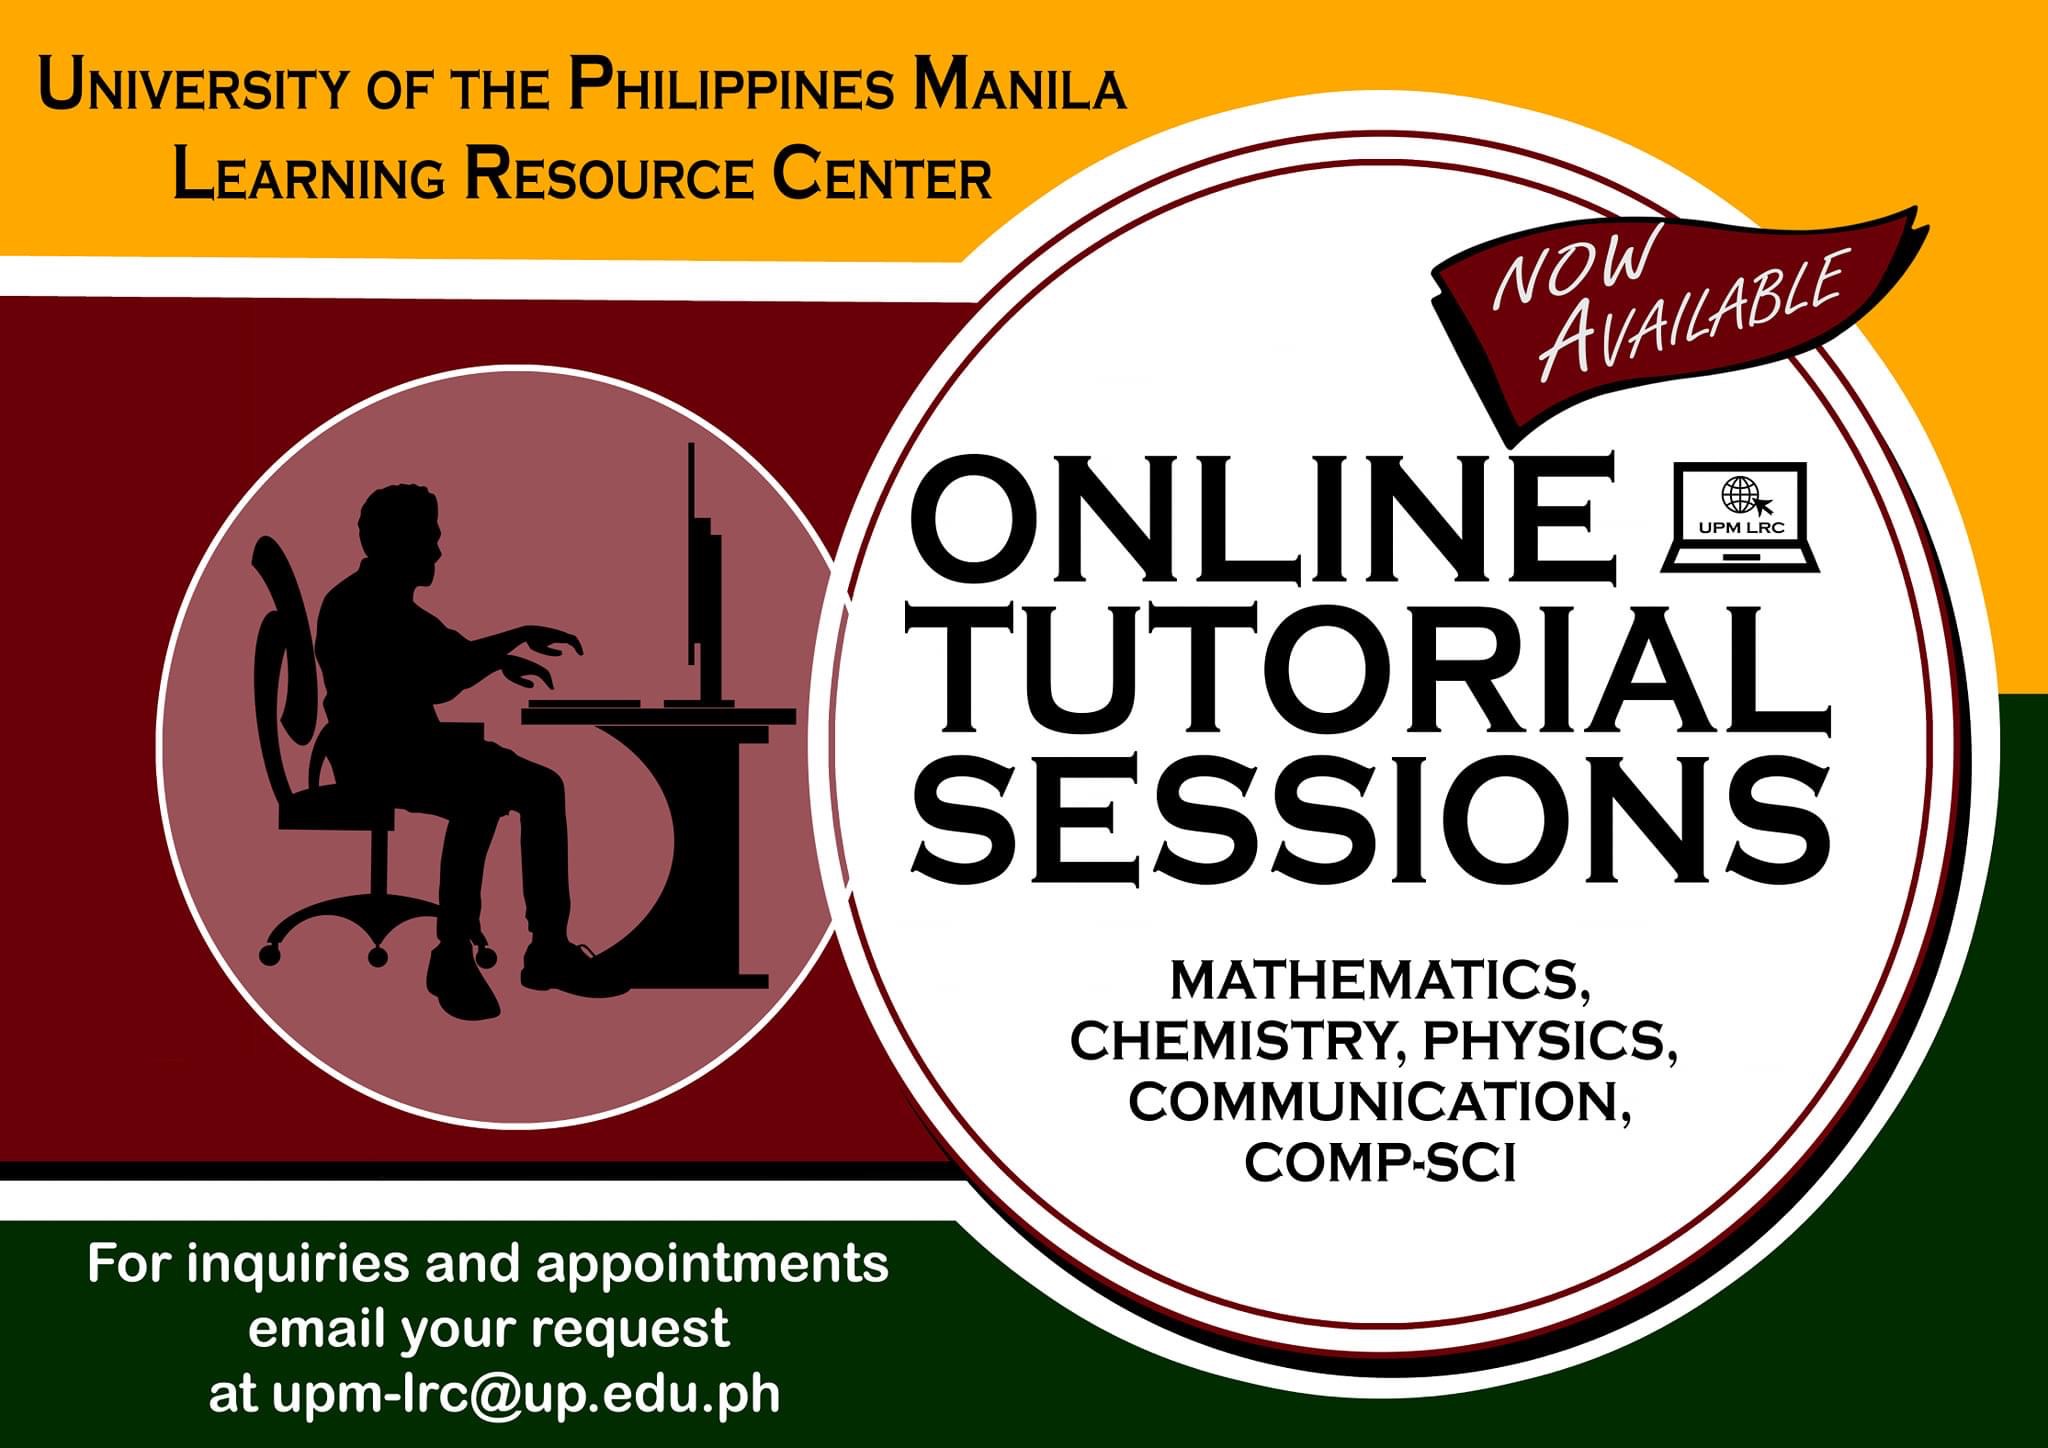 University of the Philippines Manila
Learning Resource Center
NOW
AVAILABLE
ONLINE
UPM LRC
TUTORIAL
SESSIONS
MATHEMATICS,
CHEMISTRY, PHYSICS,
COMMUNICATION,
COMP-SCI
For inquiries and appointments
email your request
at upm-lrc@up.edu.ph